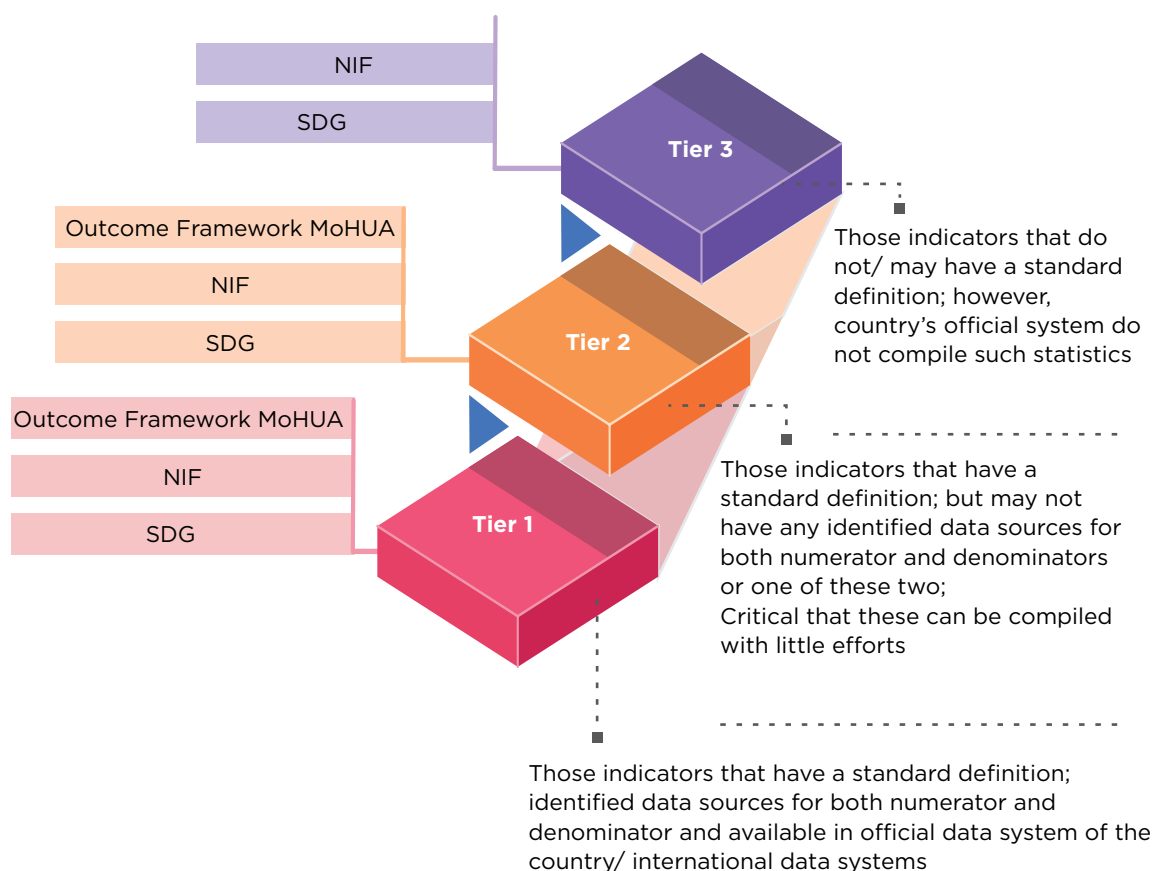 NIF
SDG
Tier 3
Those indicators that do
not/ may have a standard
definition; however,
country's official system do
not compile such statistics
Outcome Framework MoHUA
NIF
SDG
Tier 2
Those indicators that have a
standard definition; but may not
have any identified data sources for
both numerator and denominators
or one of these two;
Critical that these can be compiled
with little efforts
Outcome Framework MoHUA
NIF
SDG
Tier 1
Those indicators that have a standard definition;
identified data sources for both numerator and
denominator and available in official data system of the
country/ international data systems